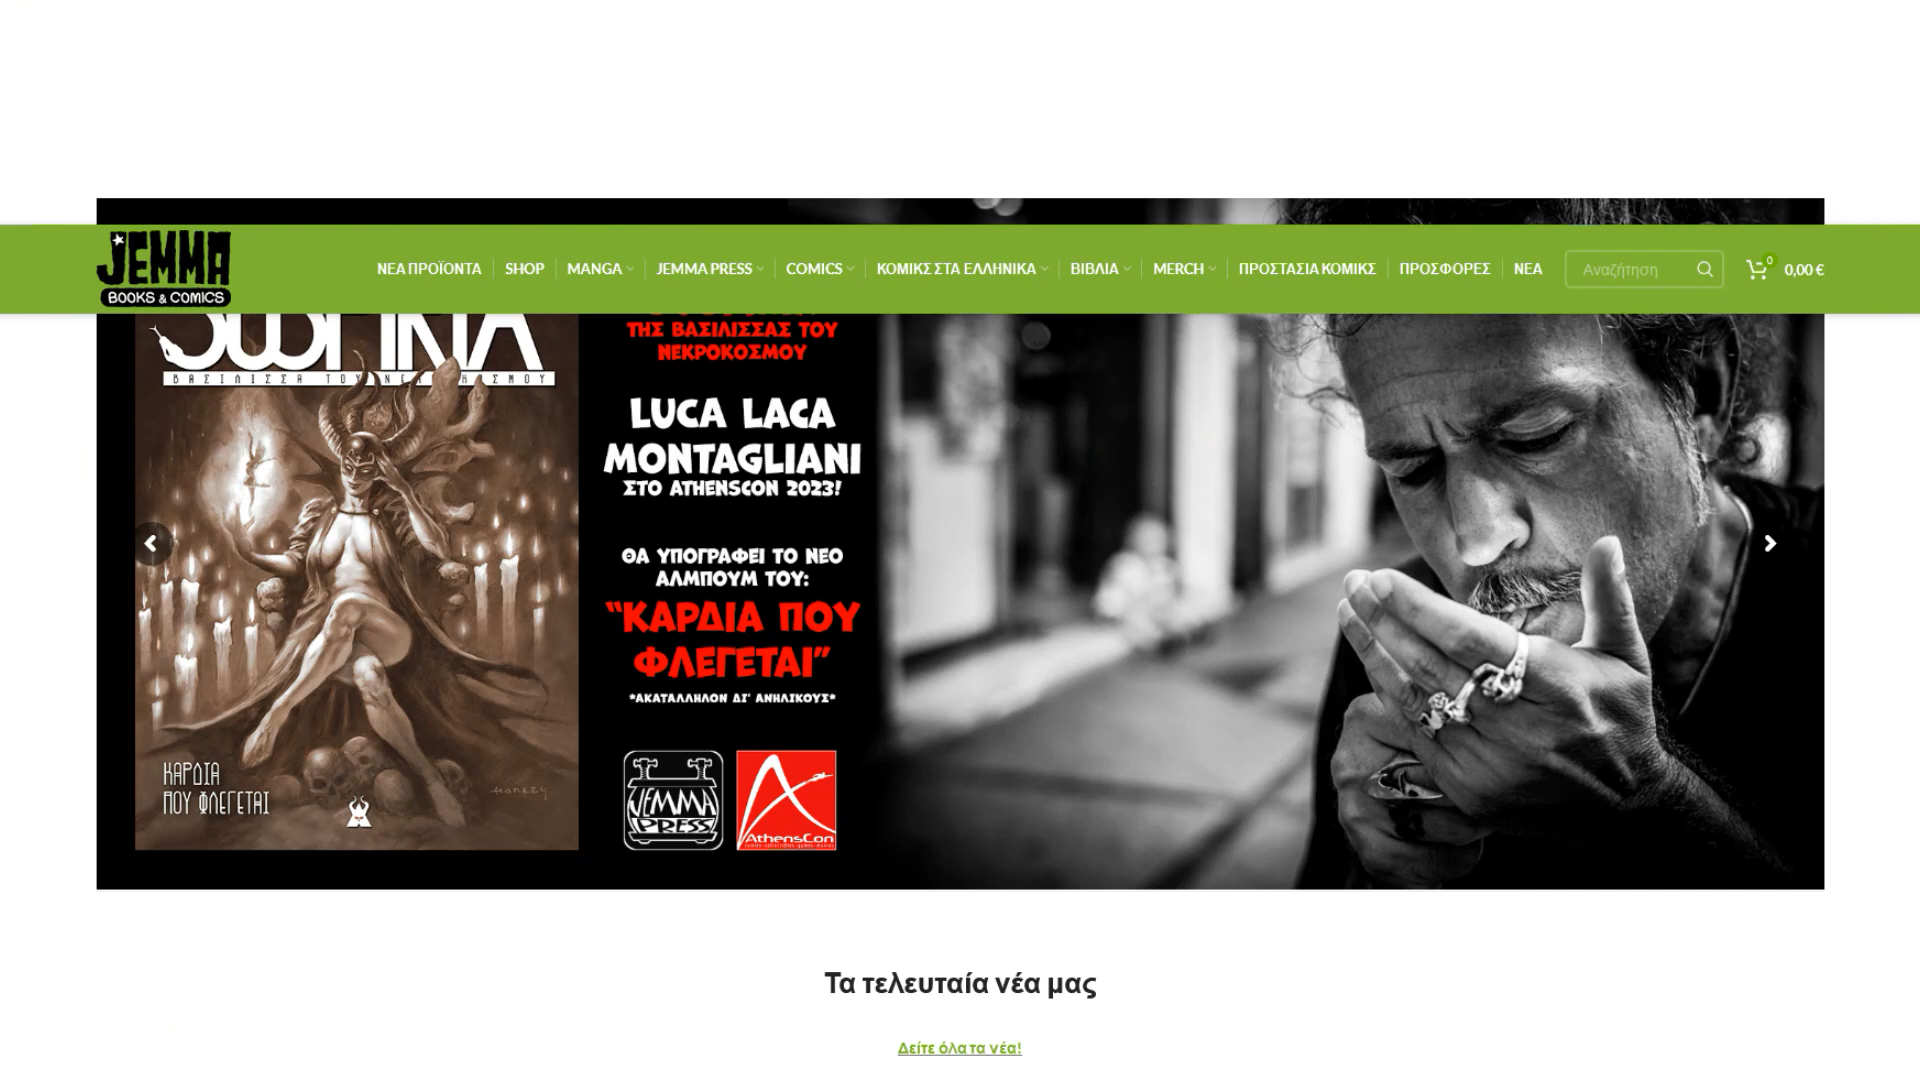 JEMMA
BOOKS & COMICS
ΝΕΑ ΠΡΟΪΟΝΤΑ
SHOP
MANGA
JEMMA PRESS
COMICS
ΚΟΜΙΚΣ ΣΤΑ ΕΛΛΗΝΙΚΑ
ΒΙΒΛΙΑ
MERCH
ΠΡΟΣΤΑΣΙΑ ΚΟΜΙΚΣ
ΠΡΟΣΦΟΡΕΣ
ΝΕΑ
Αναζήτηση
0
0,00 €
ΤΗΣ ΒΑΣΙΛΙΣΣΑΣ ΤΟΥ
ΝΕΚΡΟΚΟΣΜΟΥ
LUCA LACA
MONTAGLIANI
ΣΤΟ ATHENSCON 2023!
ΘΑ ΥΠΟΓΡΑΦΕΙ ΤΟ ΝΕΟ
ΑΛΜΠΟΥΜ ΤΟΥ:
“ΚΑΡΔΙΑ ΠΟΥ
ΦΛΕΓΕΤΑΙ”
*ΑΚΑΤΑΛΛΗΛΟΝ ΔΙ' ΑΝΗΛΙΚΟΥΣ*
ΒΑΣΙΛΙΣΣΑ ΤΟΥ
ΚΑΡΔΙΑ
ΠΟΥ ΦΛΕΓΕΤΑΙ
JEMMA
PRESS
AthensCon
Τα τελευταία νέα μας
Δείτε όλα τα νέα!